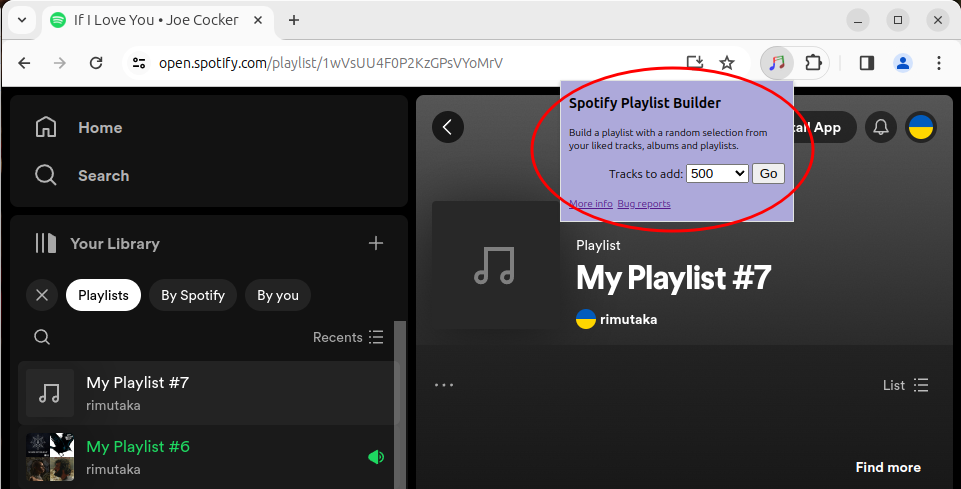 If I Love You • Joe Cocker
open.spotify.com/playlist/1wVsUU4F0P2KzGPsVYoMrV
Home
Search
Your Library
Playlists
By Spotify
By you
Recents
My Playlist #7
rimutaka
My Playlist #6
rimutaka
Spotify Playlist Builder
Build a playlist with a random selection from
your liked tracks, albums and playlists.
Tracks to add: 500 Go
More info Bug reports
App
Playlist
My Playlist #7
rimutaka
List
Find more